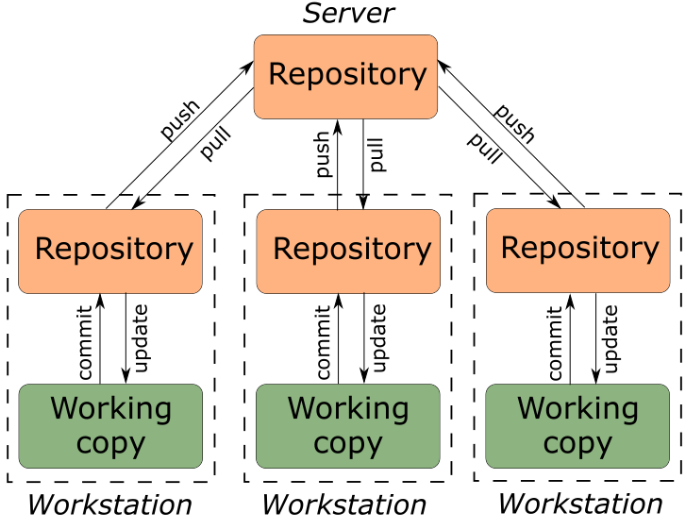 Server
Repository
push
pull
push
pull
pull
push
Repository
Repository
Repository
commit
update
commit
update
commit
update
Working
copy
Working
copy
Working
copy
Workstation
Workstation
Workstation